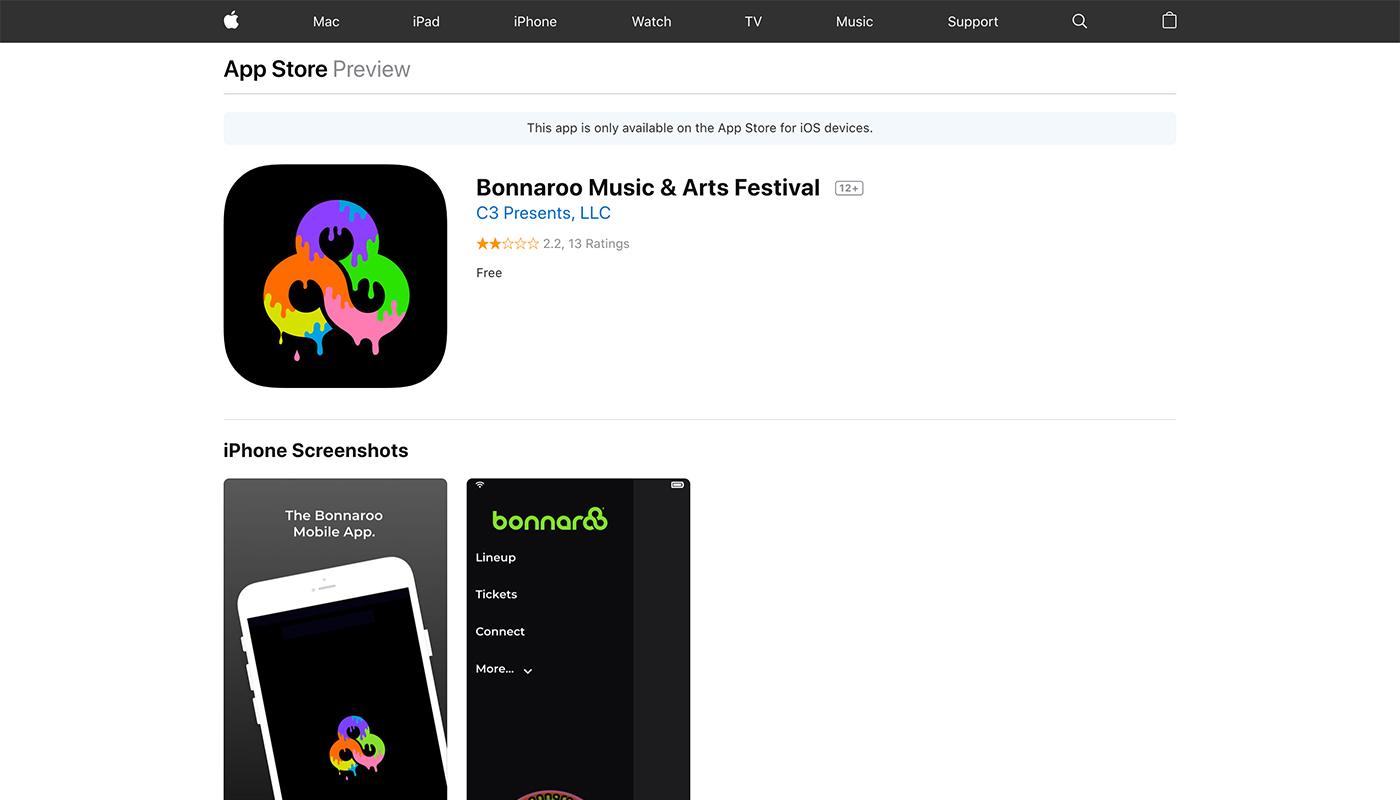 Mac iPad iPhone Watch TV Music Support
App Store Preview
This app is only available on the App Store for iOS devices.
Bonnaroo Music & Arts Festival 12+
C3 Presents, LLC
2.2, 13 Ratings
Free
iPhone Screenshots
The Bonnaroo
Mobile App.
bonnaroo
Lineup
Tickets
Connect
More...